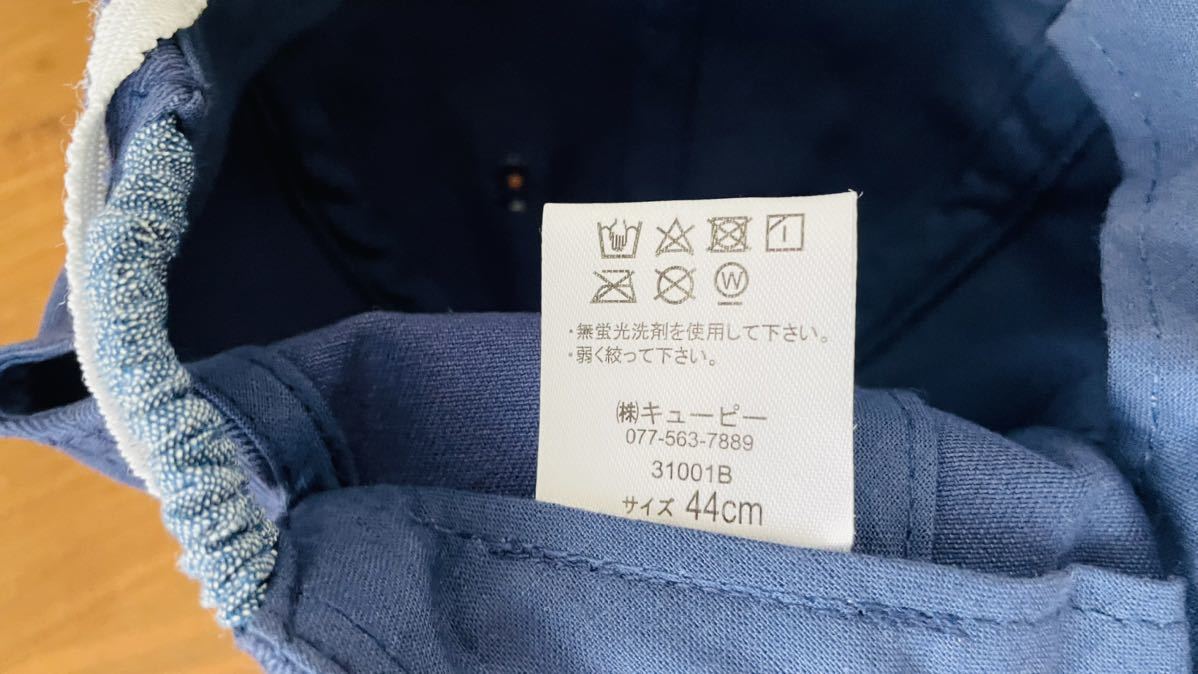 W
・無蛍光洗剤を使用して下さい。
・弱く絞って下さい。
㈱キューピー
077-563-7889
31001B
サイズ 44cm